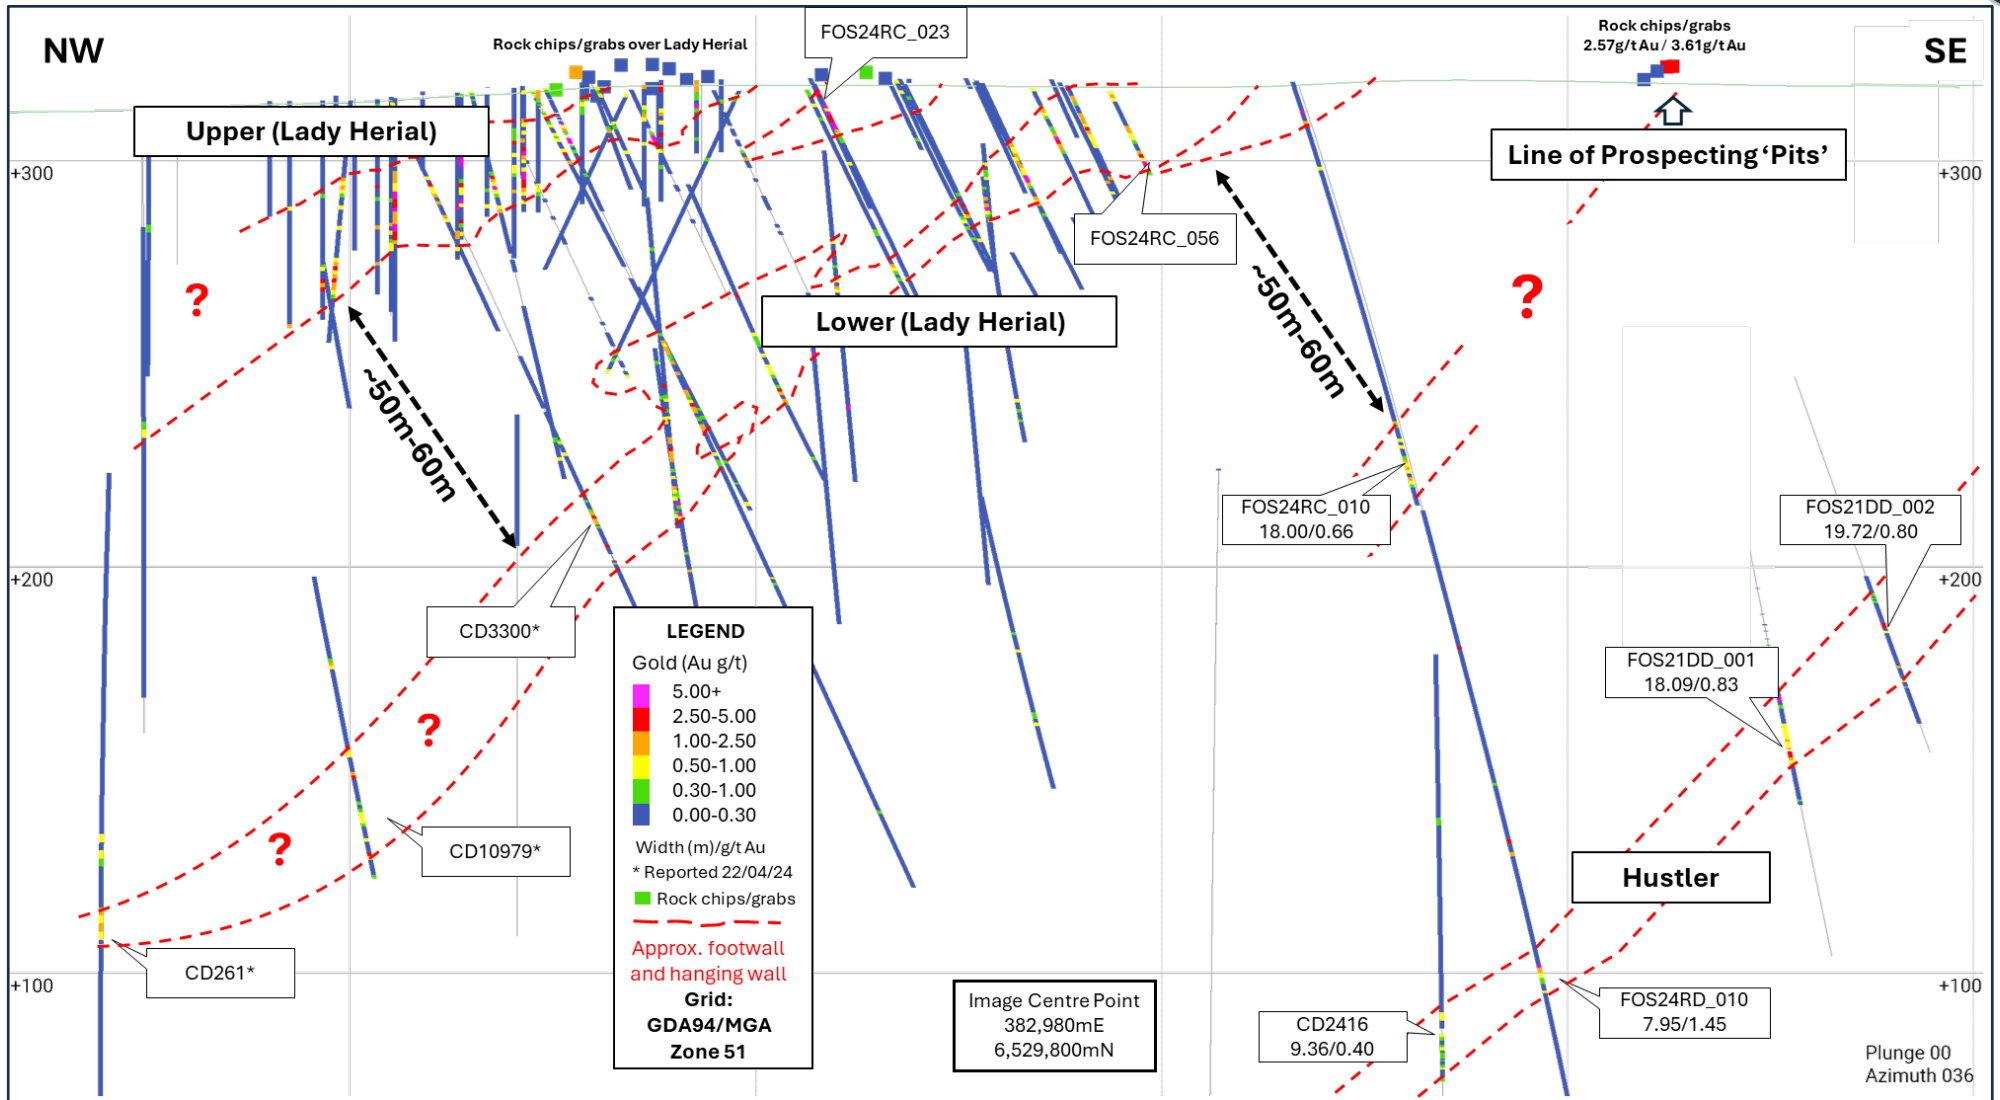 NW
Rock chips/grabs over Lady Herial
FOS24RC_023
Rock chips/grabs
2.57g/t Au / 3.61g/t Au
SE
Upper (Lady Herial)
Line of Prospecting ‘Pits’
+300
+300
FOS24RC_056
?
?
~50m-60m
~50m-60m
Lower (Lady Herial)
FOS24RC_010
18.00/0.66
FOS21DD_002
19.72/0.80
+200
+200
CD3300*
FOS21DD_001
18.09/0.83
?
?
CD10979*
LEGEND
Gold (Au g/t)
5.00+
2.50-5.00
1.00-2.50
0.50-1.00
0.30-1.00
0.00-0.30
Width (m)/g/t Au
* Reported 22/04/24
Rock chips/grabs
Approx. footwall
and hanging wall
Grid:
GDA94/MGA
Zone 51
Hustler
CD261*
+100
+100
Image Centre Point
382,980mE
6,529,800mN
CD2416
9.36/0.40
FOS24RD_010
7.95/1.45
Plunge 00
Azimuth 036